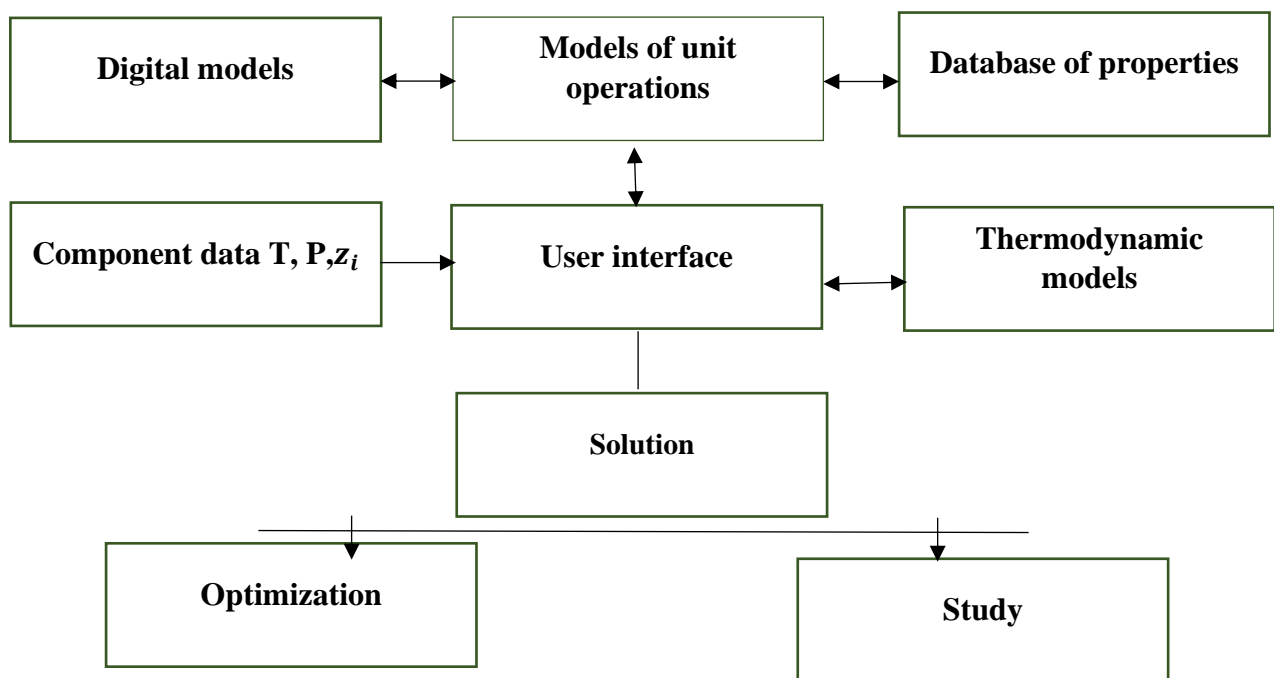 Digital models
Models of unit
operations
Database of properties
Component data T, P,𝒛𝒊
User interface
Thermodynamic
models
Solution
Optimization
Study